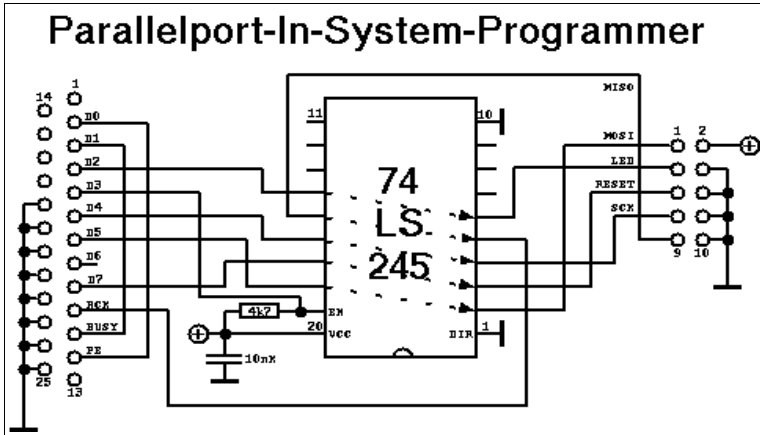 Parallelport-In-System-Programmer
1
14
D0
D1
D2
D3
D4
D5
D6
D7
ACK
BUSY
PE
25
13
11
10
74
LS
245
4k7
EN
20
VCC
DIR
1
10nX
MISO
MOSI
LED
RESET
SCK
1
2
9
10